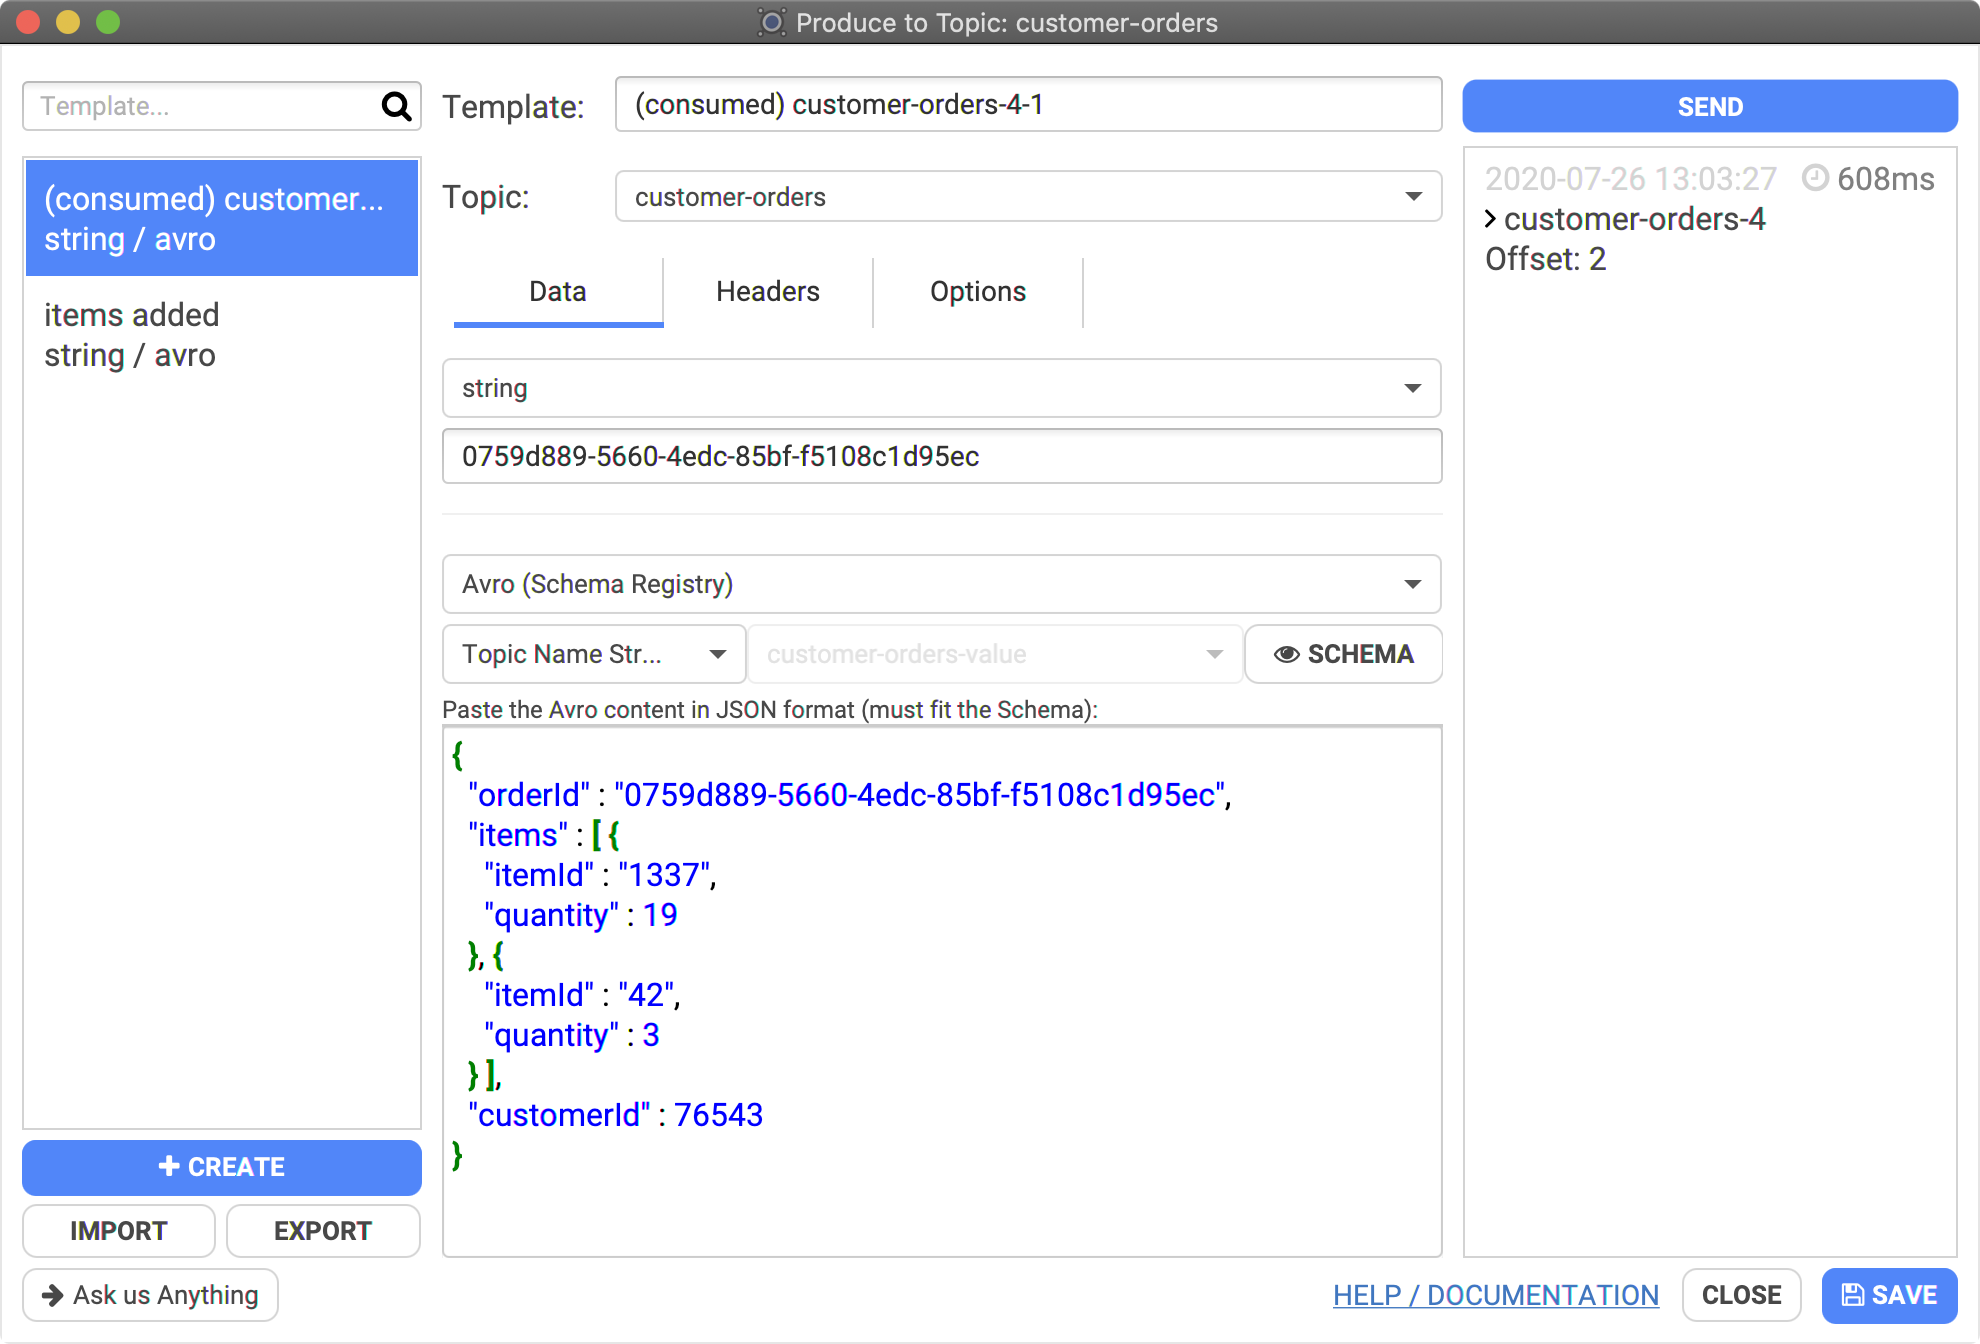 Produce to Topic: customer-orders
Template...
(consumed) customer...
string / avro
items added
string / avro
+ CREATE
IMPORT
EXPORT
Ask us Anything
Template:
(consumed) customer-orders-4-1
Topic:
customer-orders
Data
Headers
Options
string
0759d889-5660-4edc-85bf-f5108c1d95ec
Avro (Schema Registry)
Topic Name Str...
customer-orders-value
SCHEMA
Paste the Avro content in JSON format (must fit the Schema):
{
"orderId" : "0759d889-5660-4edc-85bf-f5108c1d95ec",
"items" : [ {
"itemId" : "1337",
"quantity" : 19
}, {
"itemId" : "42",
"quantity" : 3
} ],
"customerId" : 76543
}
SEND
2020-07-26 13:03:27 608ms
customer-orders-4
Offset: 2
HELP / DOCUMENTATION
CLOSE
SAVE